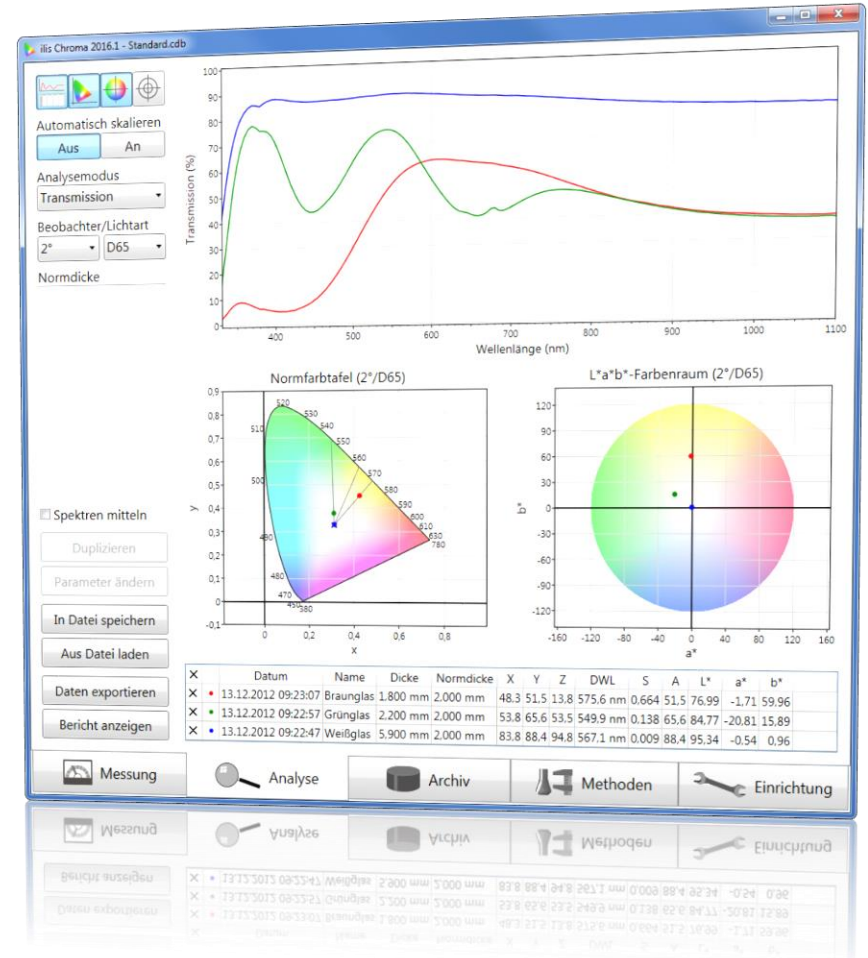 ilis Chroma 2016.1 - Standard.cdb
Automatisch skalieren
Aus An
Analysemodus
Transmission
Beobachter/Lichtart
2° D65
Normdicke
Spektren mitteln
Duplizieren
Parameter ändern
In Datei speichern
Aus Datei laden
Daten exportieren
Bericht anzeigen
Transmission (%)
100
90
80
70
60
50
40
30
20
10
0
400 500 600 700 800 900 1000 1100
Wellenlänge (nm)
Normfarbtafel (2°/D65)
y
0,9
0,8
0,7
0,6
0,5
0,4
0,3
0,2
0,1
0
-0,1
520
530
510
540
550
560
500
570
580
590
600
610
490
630
780
480
470
450
380
0 0,2 0,4 0,6 0,8
x
L*a*b*-Farbenraum (2°/D65)
b*
120
90
60
30
0
-30
-60
-90
-120
-160 -120 -80 -40 0 40 80 120 160
a*
X Datum Name Dicke Normdicke X Y Z DWL S A L* a* b*
X 13.12.2012 09:23:07 Braunglas 1.800 mm 2.000 mm 48.3 51.5 13.8 575.6 nm 0.664 51.5 76.99 -1.71 59.96
X 13.12.2012 09:22:57 Grünglas 2.200 mm 2.000 mm 53.8 65.6 53.5 549.9 nm 0.138 65.6 84.77 -20.81 15.89
X 13.12.2012 09:22:47 Weißglas 5.900 mm 2.000 mm 83.8 88.4 94.8 567.1 nm 0.009 88.4 95.34 -0.54 0.96
Messung Analyse Archiv Methoden Einrichtung